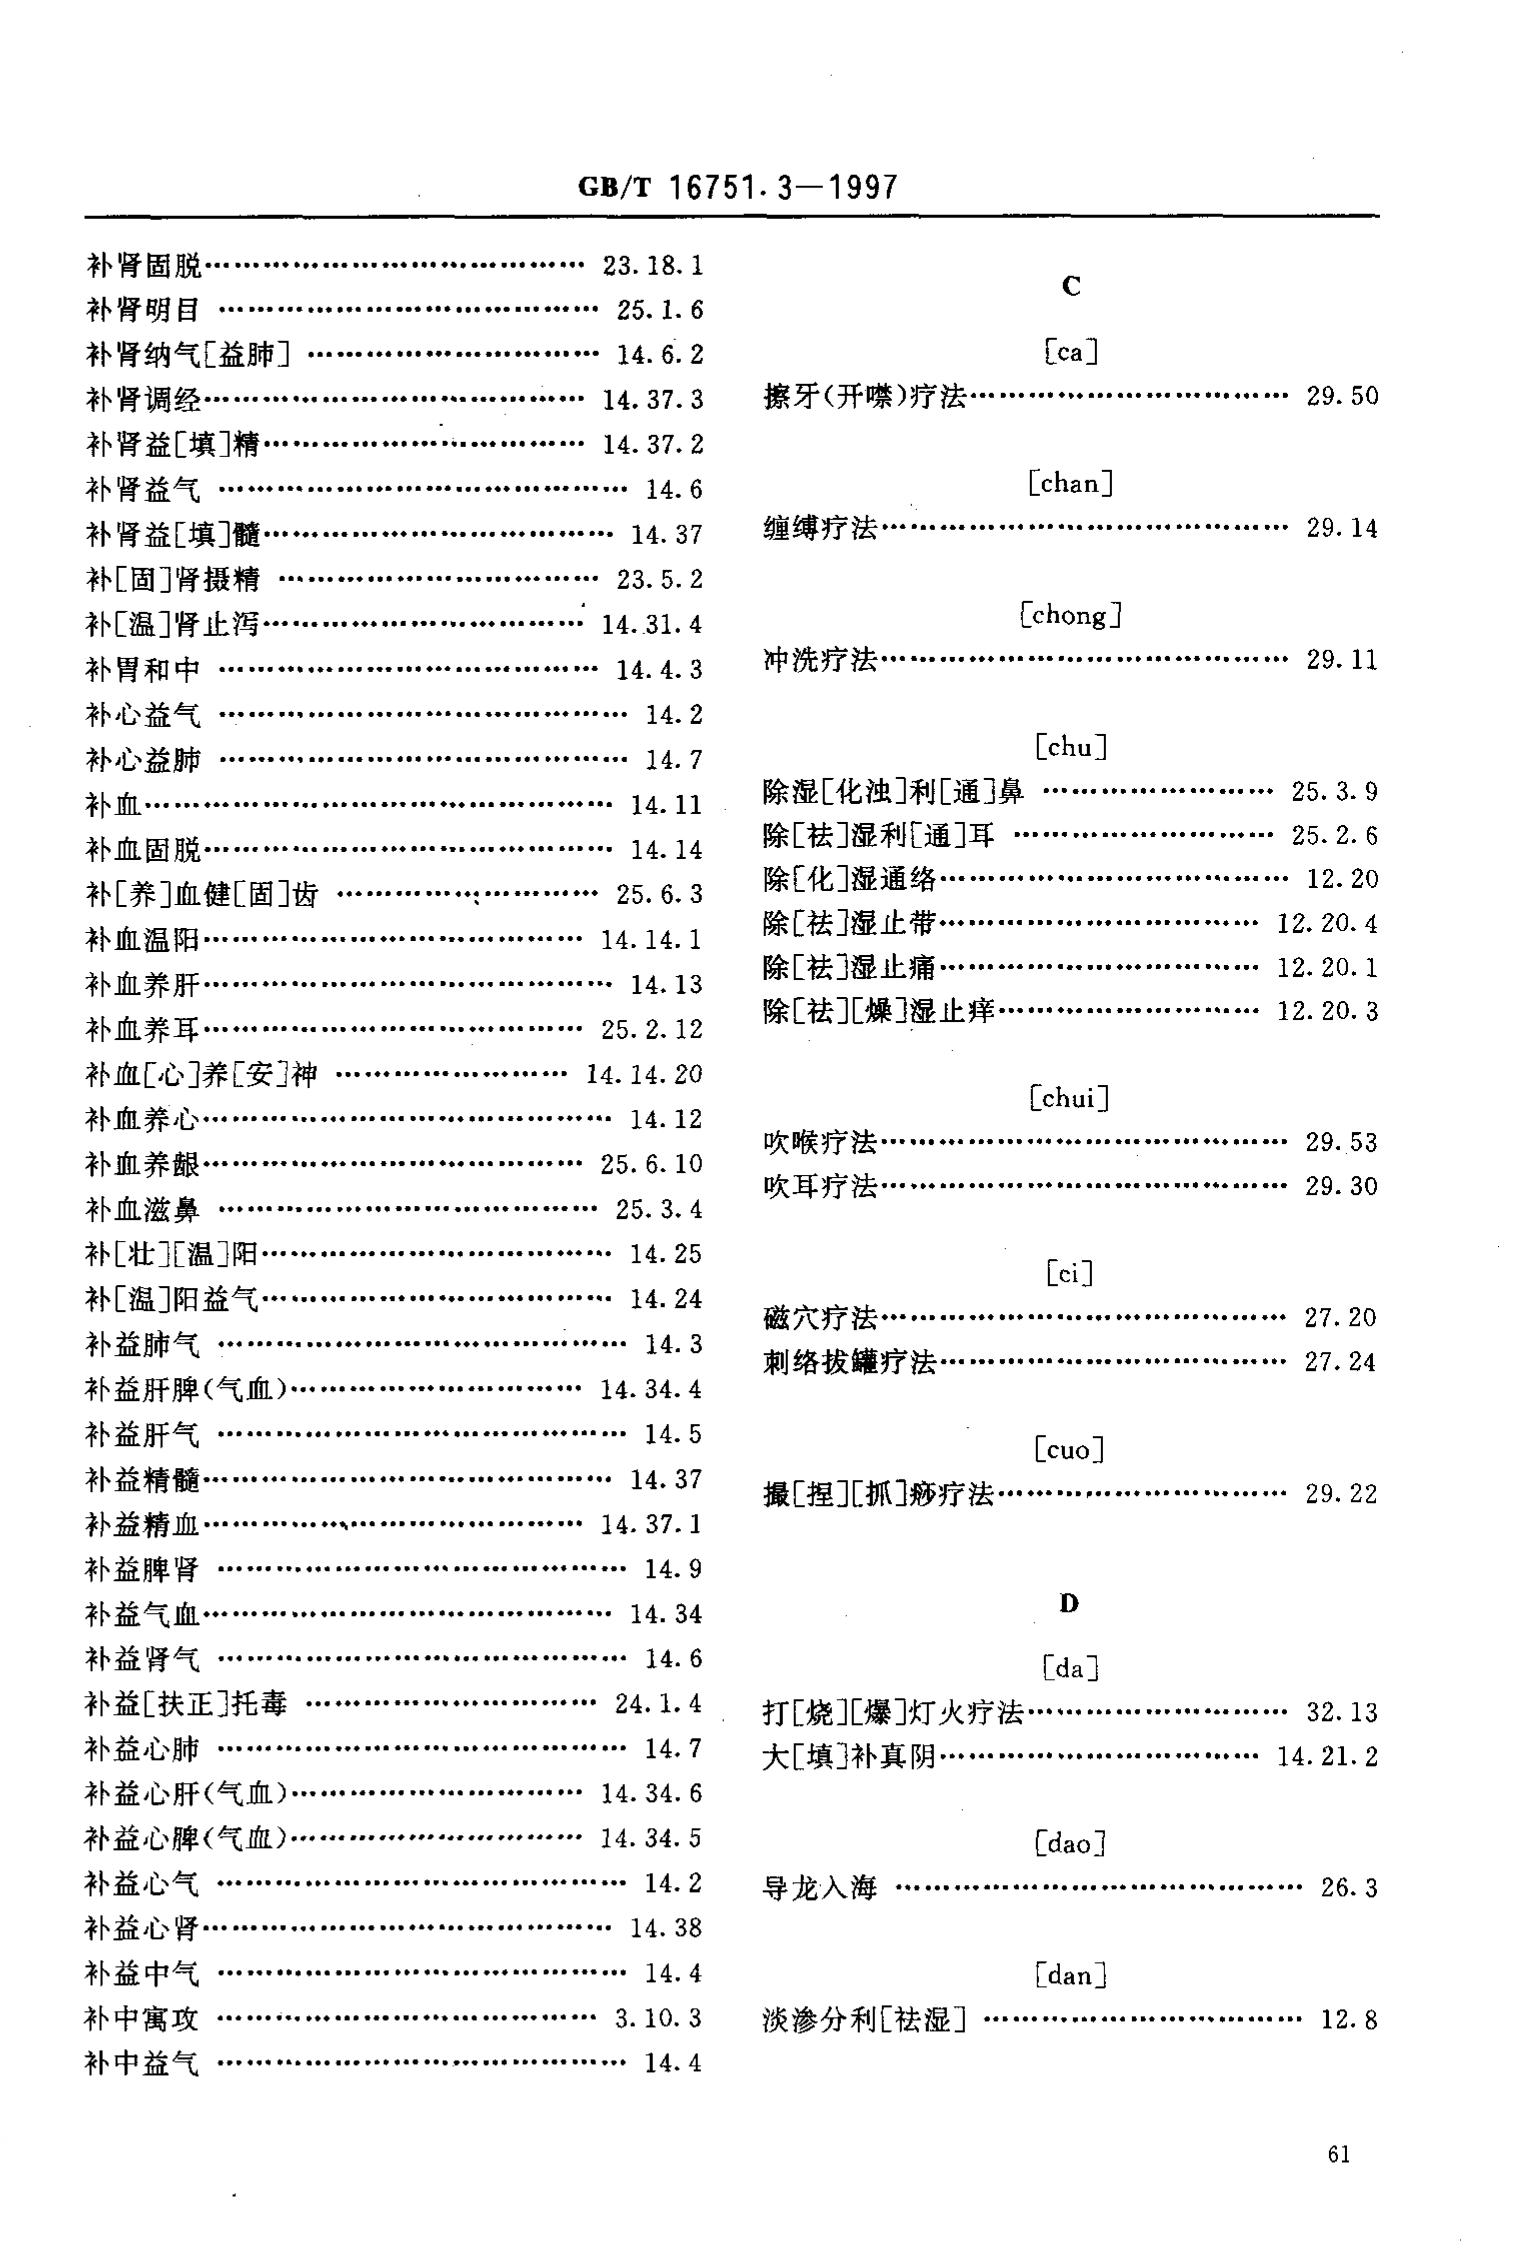 GB/T 16751.3—1997
补肾固脱…………………………………… 23.18.1
补肾明目 …………………………………… 25.1.6
补肾纳气[益肺] ………………………… 14.6.2
补肾调经…………………………………… 14.37.3
补肾益[填]精……………………………… 14.37.2
补肾益气 ……………………………………… 14.6
补肾益[填]髓………………………………… 14.37
补[固]肾摄精 ……………………………… 23.5.2
补[温]肾止泻……………………………… 14.31.4
补胃和中 …………………………………… 14.4.3
补心益气 ……………………………………… 14.2
补心益肺 ……………………………………… 14.7
补血……………………………………………… 14.11
补血固脱……………………………………… 14.14
补[养]血健[固]齿 ………………………… 25.6.3
补血温阳…………………………………… 14.14.1
补血养肝……………………………………… 14.13
补血养耳…………………………………… 25.2.12
补血[心]养[安]神 ……………………… 14.14.20
补血养心……………………………………… 14.12
补血养龈…………………………………… 25.6.10
补血滋鼻 …………………………………… 25.3.4
补[壮][温]阳………………………………… 14.25
补[温]阳益气………………………………… 14.24
补益肺气 ……………………………………… 14.3
补益肝脾(气血)…………………………… 14.34.4
补益肝气 ……………………………………… 14.5
补益精髓……………………………………… 14.37
补益精血…………………………………… 14.37.1
补益脾肾 ……………………………………… 14.9
补益气血……………………………………… 14.34
补益肾气 ……………………………………… 14.6
补益[扶正]托毒 …………………………… 24.1.4
补益心肺 ……………………………………… 14.7
补益心肝(气血)…………………………… 14.34.6
补益心脾(气血)…………………………… 14.34.5
补益心气 ……………………………………… 14.2
补益心肾……………………………………… 14.38
补益中气 ……………………………………… 14.4
补中寓攻 …………………………………… 3.10.3
补中益气 ……………………………………… 14.4
C
[ca]
擦牙(开噤)疗法……………………………… 29.50
[chan]
缠缚疗法……………………………………… 29.14
[chong]
冲洗疗法……………………………………… 29.11
[chu]
除湿[化浊]利[通]鼻 ……………………… 25.3.9
除[祛]湿利[通]耳 ………………………… 25.2.6
除[化]湿通络………………………………… 12.20
除[祛]湿止带……………………………… 12.20.4
除[祛]湿止痛……………………………… 12.20.1
除[祛][燥]湿止痒………………………… 12.20.3
[chui]
吹喉疗法……………………………………… 29.53
吹耳疗法……………………………………… 29.30
[ci]
磁穴疗法……………………………………… 27.20
刺络拔罐疗法………………………………… 27.24
[cuo]
撮[捏][抓]痧疗法…………………………… 29.22
D
[da]
打[烧][爆]灯火疗法………………………… 32.13
大[填]补真阴……………………………… 14.21.2
[dao]
导龙入海 ……………………………………… 26.3
[dan]
淡渗分利[祛湿] ……………………………… 12.8
61